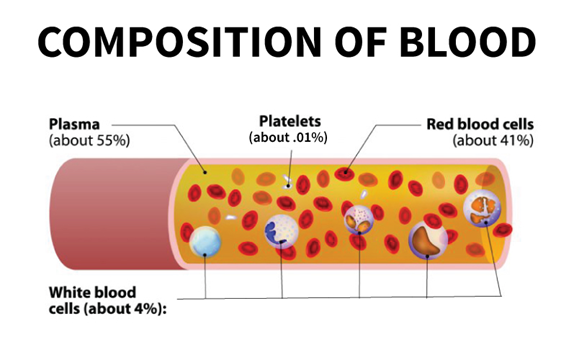 COMPOSITION OF BLOOD
Plasma
(about 55%)
Platelets
(about .01%)
Red blood cells
(about 41%)
White blood
cells (about 4%):